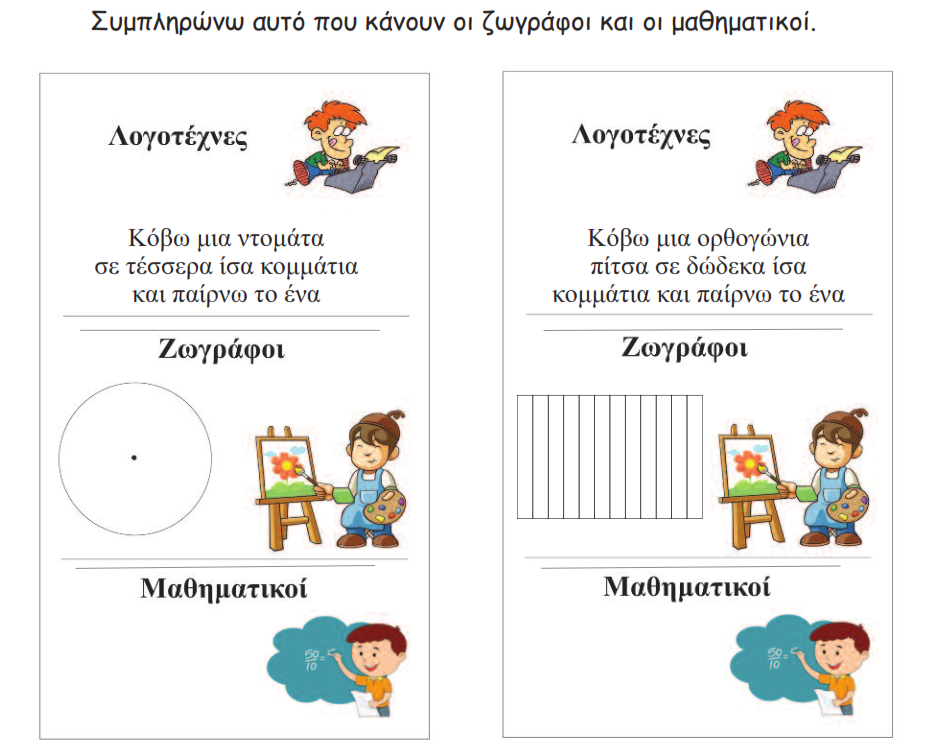 Συμπληρώνω αυτό που κάνουν οι ζωγράφοι και οι μαθηματικοί.
Λογοτέχνες
Κόβω μια ντομάτα
σε τέσσερα ίσα κομμάτια
και παίρνω το ένα
Ζωγράφοι
Μαθηματικοί
50
10
=
Λογοτέχνες
Κόβω μια ορθογώνια
πίτσα σε δώδεκα ίσα
κομμάτια και παίρνω το ένα
Ζωγράφοι
Μαθηματικοί
50
10
=